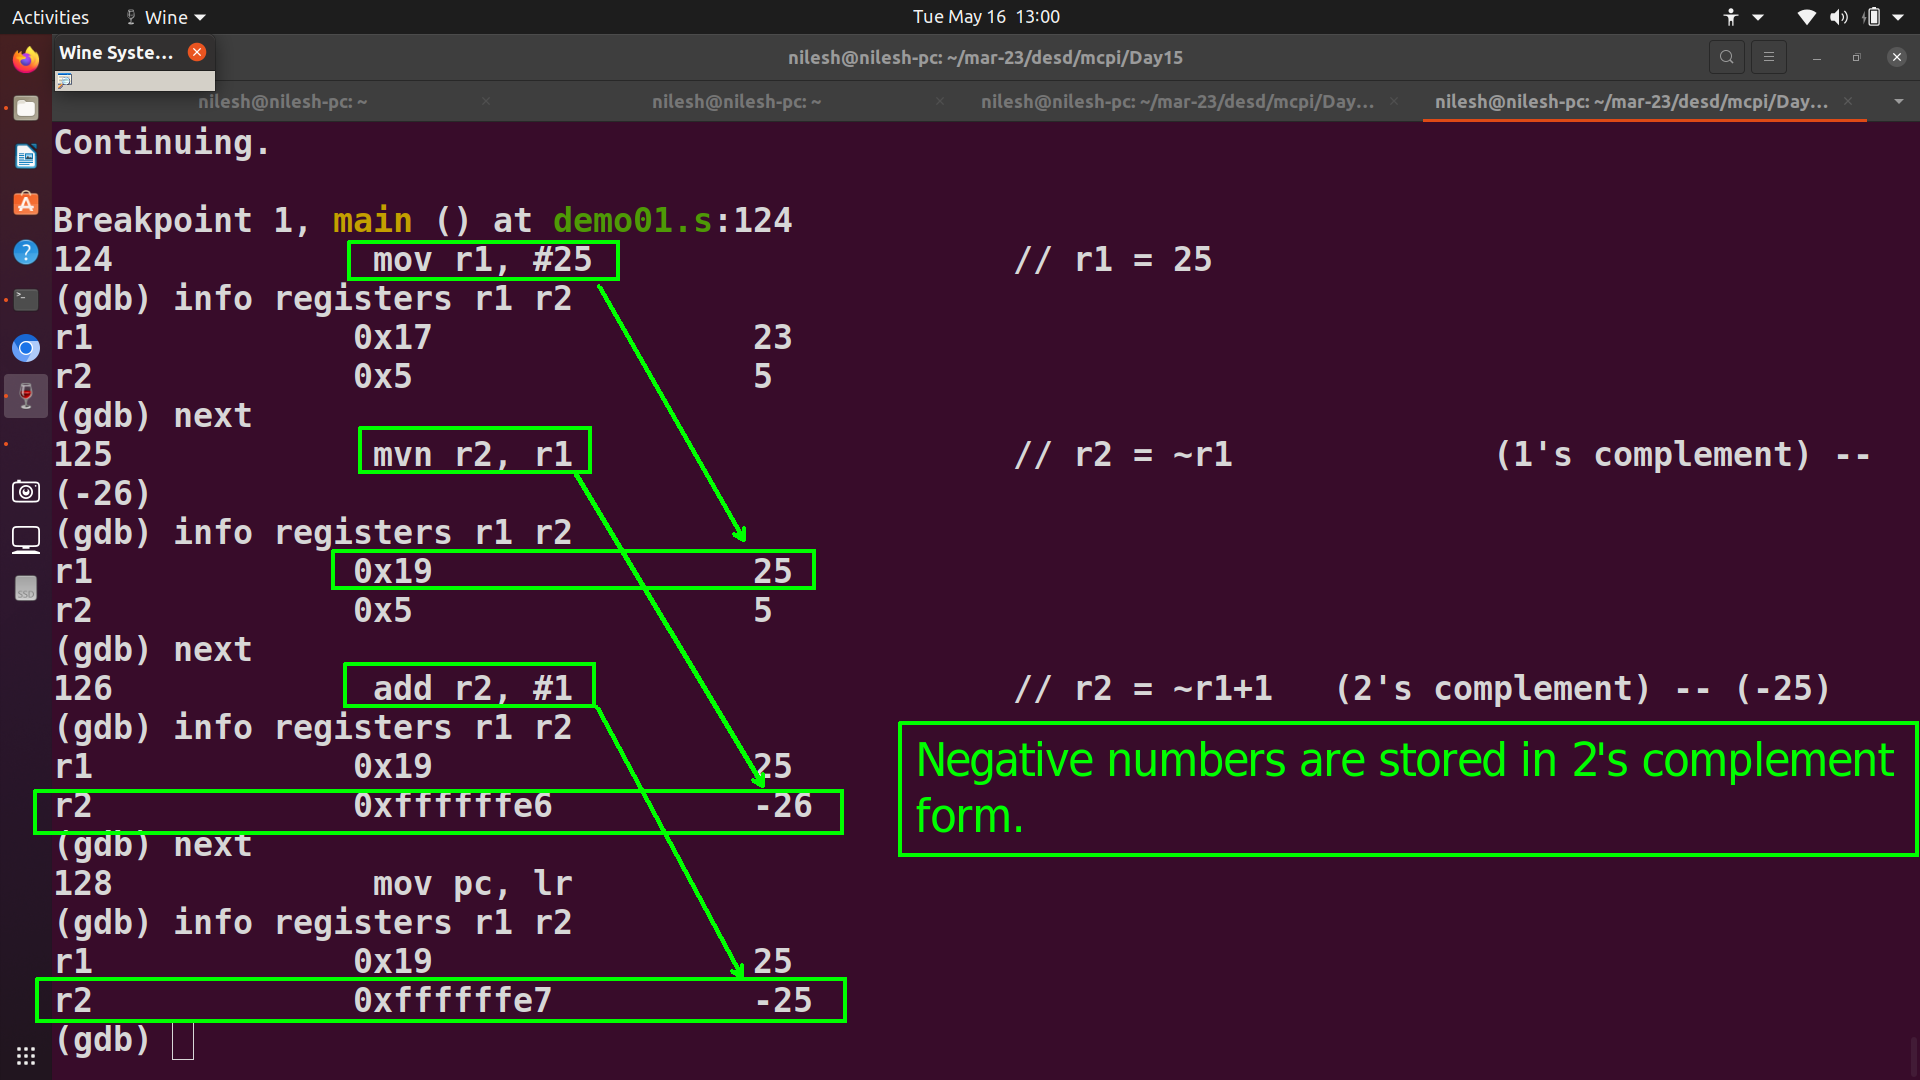 Activities Wine Tue May 16 13:00
Wine Syste...
nilesh@nilesh-pc: ~/mar-23/desd/mcpi/Day15
nilesh@nilesh-pc: ~ nilesh@nilesh-pc: ~ nilesh@nilesh-pc: ~/mar-23/desd/mcpi/Day... nilesh@nilesh-pc: ~/mar-23/desd/mcpi/Day...
Continuing.
Breakpoint 1, main () at demo01.s:124
124 mov r1, #25 // r1 = 25
(gdb) info registers r1 r2
r1 0x17 23
r2 0x5 5
(gdb) next
125 mvn r2, r1 // r2 = ~r1 (1's complement) --
(-26)
(gdb) info registers r1 r2
r1 0x19 25
r2 0x5 5
(gdb) next
126 add r2, #1 // r2 = ~r1+1 (2's complement) -- (-25)
(gdb) info registers r1 r2
r1 0x19 25
r2 0xffffffe6 -26
(gdb) next
128 mov pc, lr
(gdb) info registers r1 r2
r1 0x19 25
r2 0xffffffe7 -25
(gdb)
Negative numbers are stored in 2's complement
form.
SSD